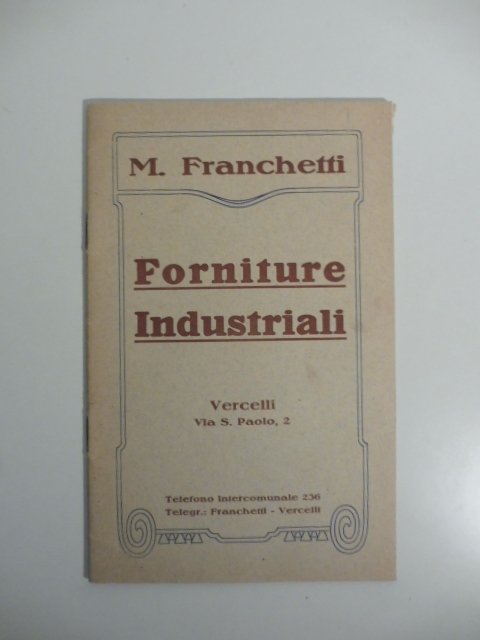 M. Franchetti
Forniture
Industriali
Vercelli
Via S. Paolo, 2
Telefono Intercomunale 236
Telegr.: Franchetti - Vercelli